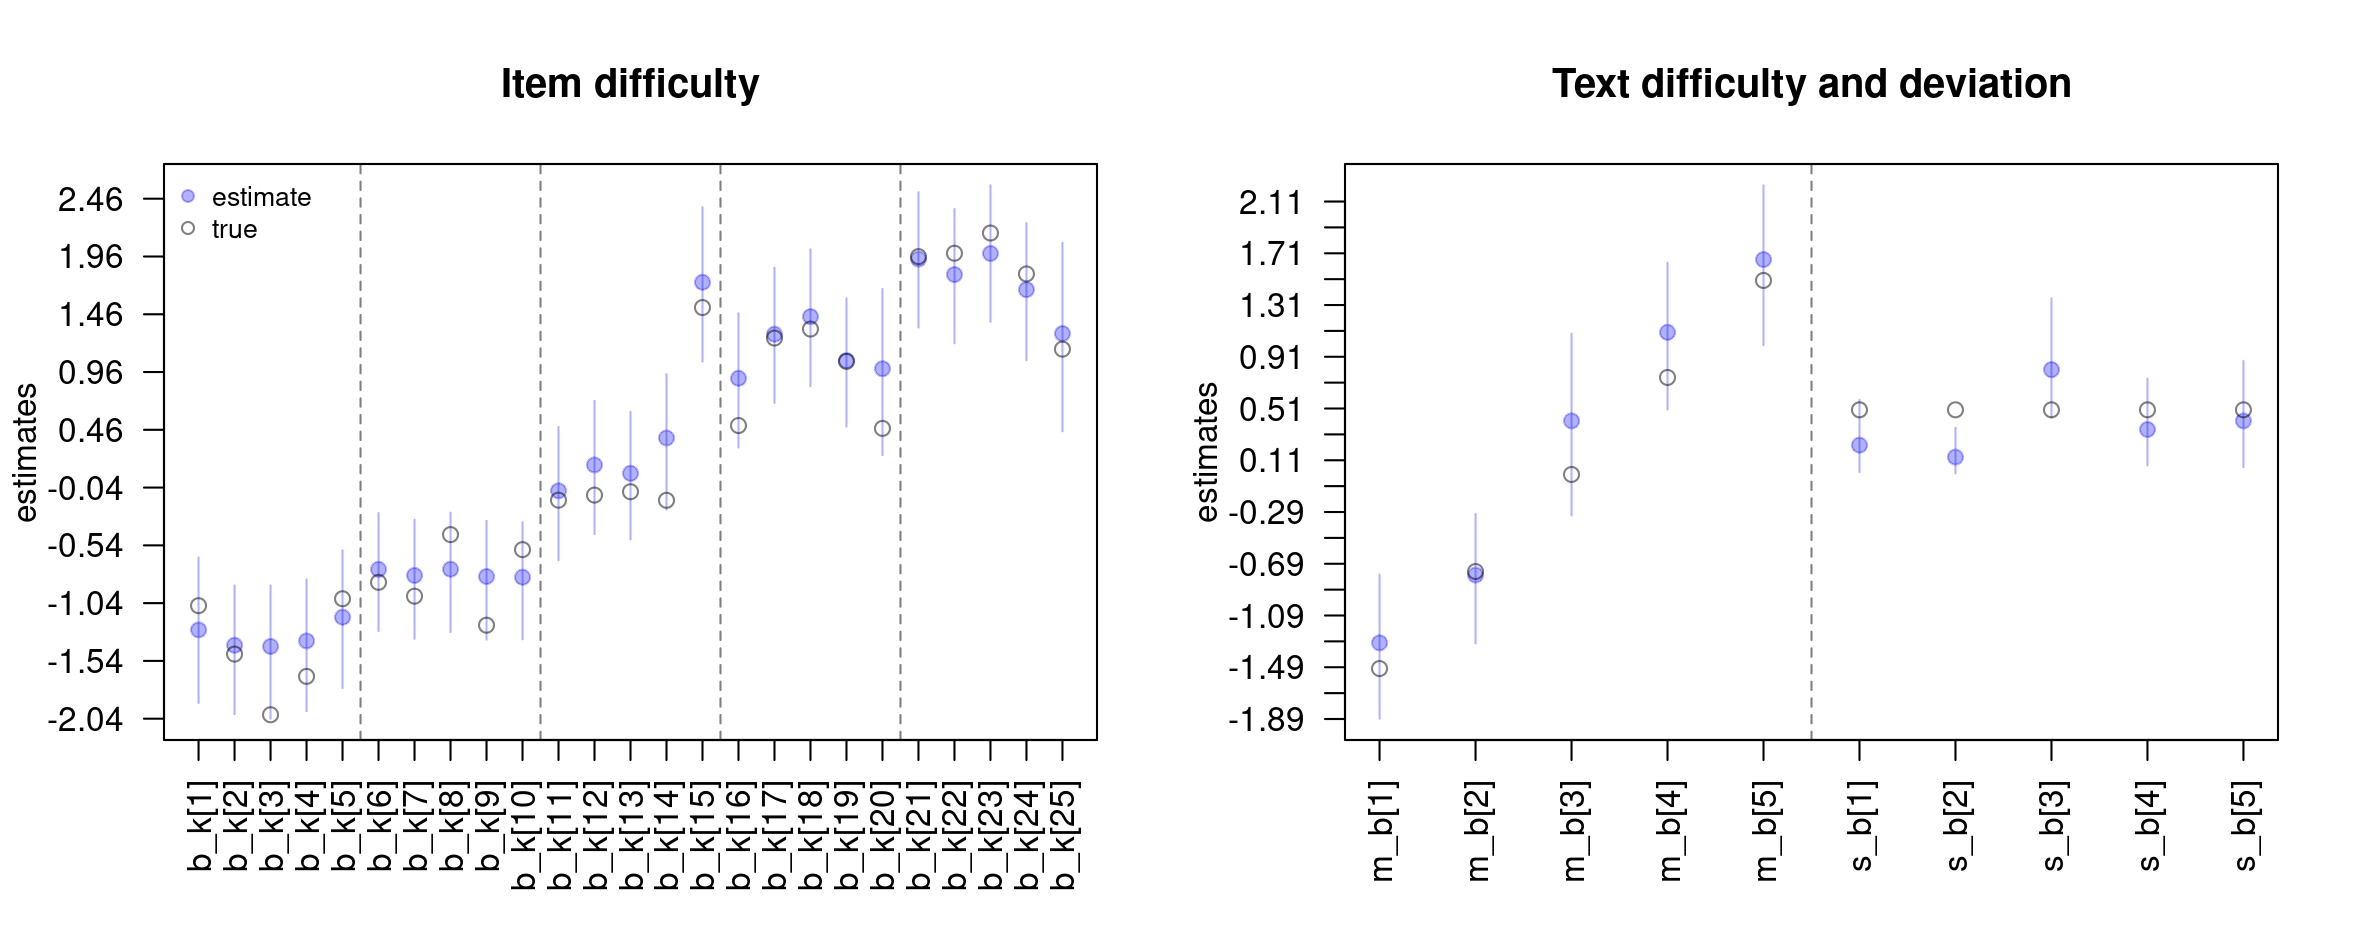 Item difficulty
estimate
true
estimates
2.46
1.96
1.46
0.96
0.46
-0.04
-0.54
-1.04
-1.54
-2.04
b_k[1]
b_k[2]
b_k[3]
b_k[4]
b_k[5]
b_k[6]
b_k[7]
b_k[8]
b_k[9]
b_k[10]
b_k[11]
b_k[12]
b_k[13]
b_k[14]
b_k[15]
b_k[16]
b_k[17]
b_k[18]
b_k[19]
b_k[20]
b_k[21]
b_k[22]
b_k[23]
b_k[24]
b_k[25]
Text difficulty and deviation
estimates
2.11
1.71
1.31
0.91
0.51
0.11
-0.29
-0.69
-1.09
-1.49
-1.89
m_b[1]
m_b[2]
m_b[3]
m_b[4]
m_b[5]
s_b[1]
s_b[2]
s_b[3]
s_b[4]
s_b[5]